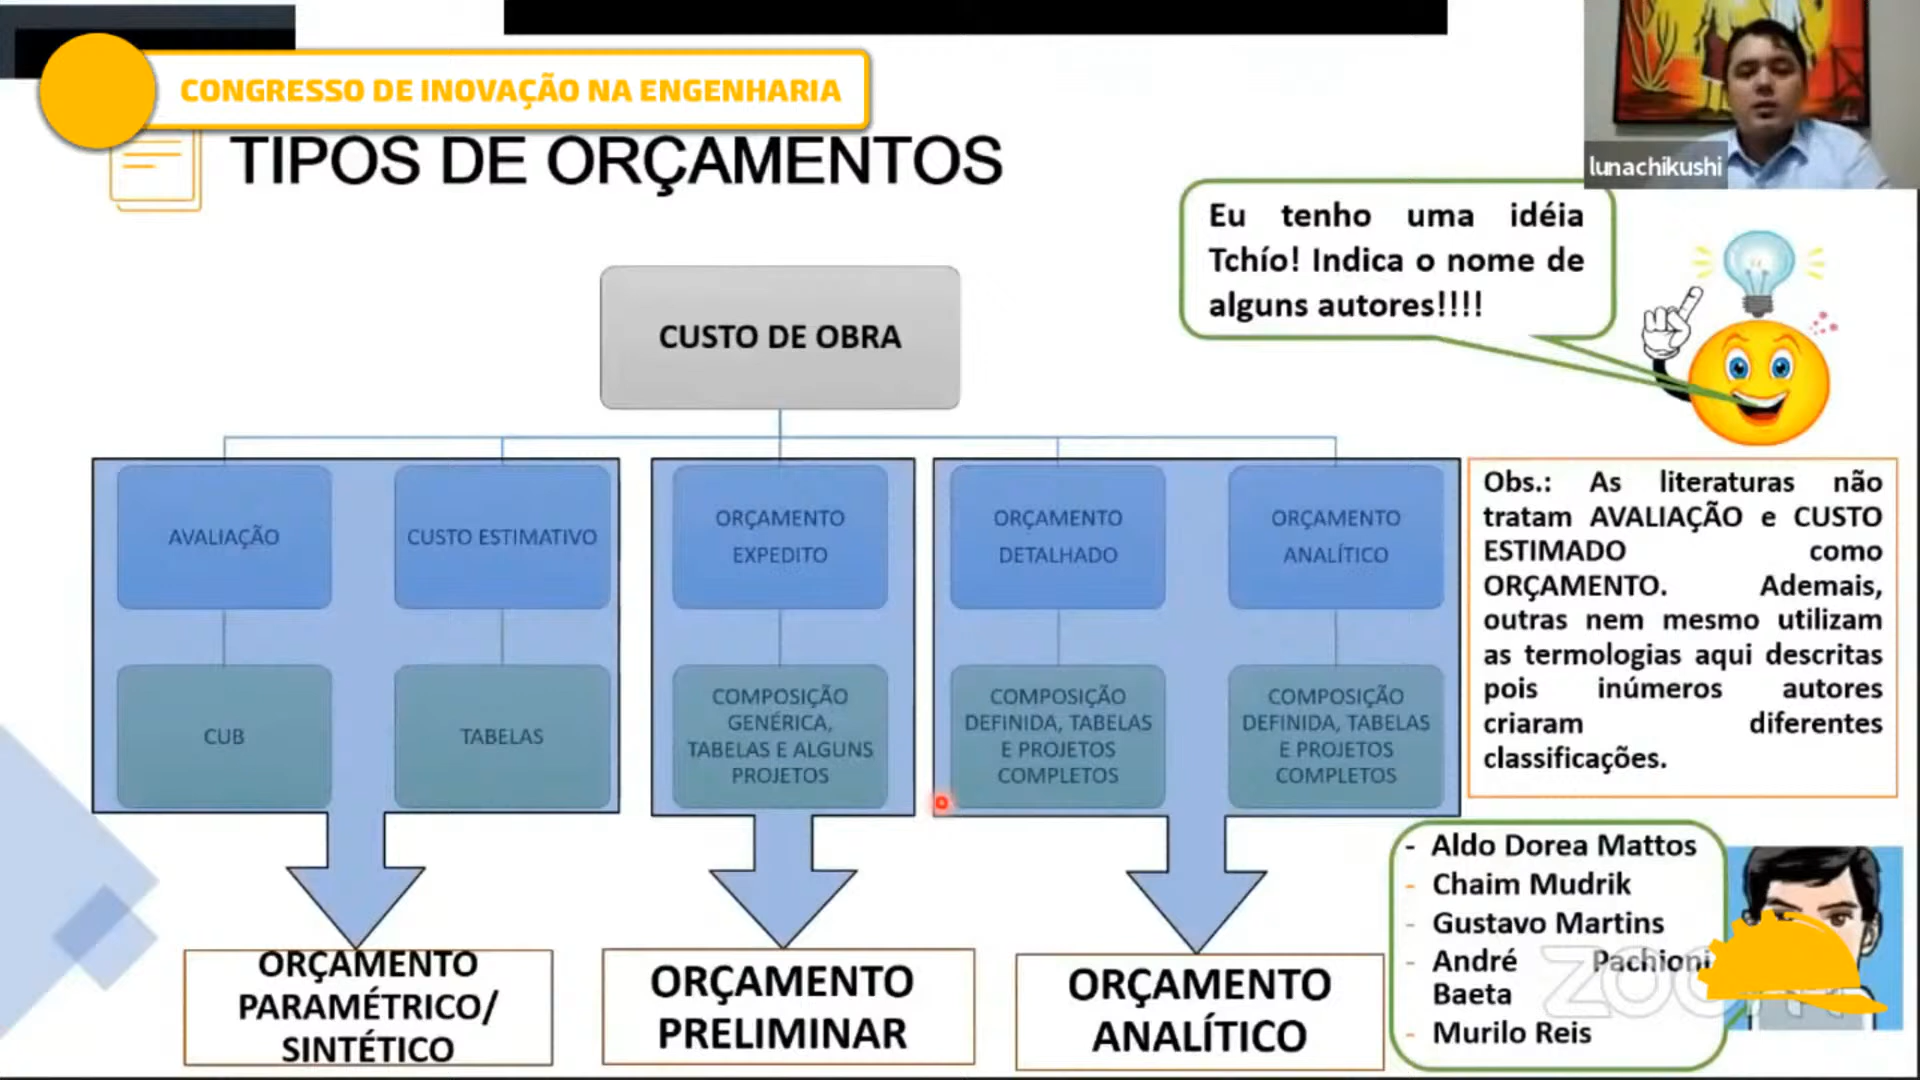 CONGRESSO DE INOVAÇÃO NA ENGENHARIA
TIPOS DE ORÇAMENTOS
lunachikushi
Eu tenho uma idéia
Tchío! Indica o nome de
alguns autores!!!!
CUSTO DE OBRA
AVALIAÇÃO
CUSTO ESTIMATIVO
ORÇAMENTO
EXPEDITO
ORÇAMENTO
DETALHADO
ORÇAMENTO
ANALÍTICO
CUB
TABELAS
COMPOSIÇÃO
GENÉRICA,
TABELAS E ALGUNS
PROJETOS
COMPOSIÇÃO
DEFINIDA, TABELAS
E PROJETOS
COMPLETOS
COMPOSIÇÃO
DEFINIDA, TABELAS
E PROJETOS
COMPLETOS
Obs.: As literaturas não
tratam AVALIAÇÃO e CUSTO
ESTIMADO como
ORÇAMENTO. Ademais,
outras nem mesmo utilizam
as termologias aqui descritas
pois inúmeros autores
criaram diferentes
classificações.
ORÇAMENTO
PARAMÉTRICO/
SINTÉTICO
ORÇAMENTO
PRELIMINAR
ORÇAMENTO
ANALÍTICO
- Aldo Dorea Mattos
- Chaim Mudrik
- Gustavo Martins
- André Pachioni
Baeta
- Murilo Reis
zoom